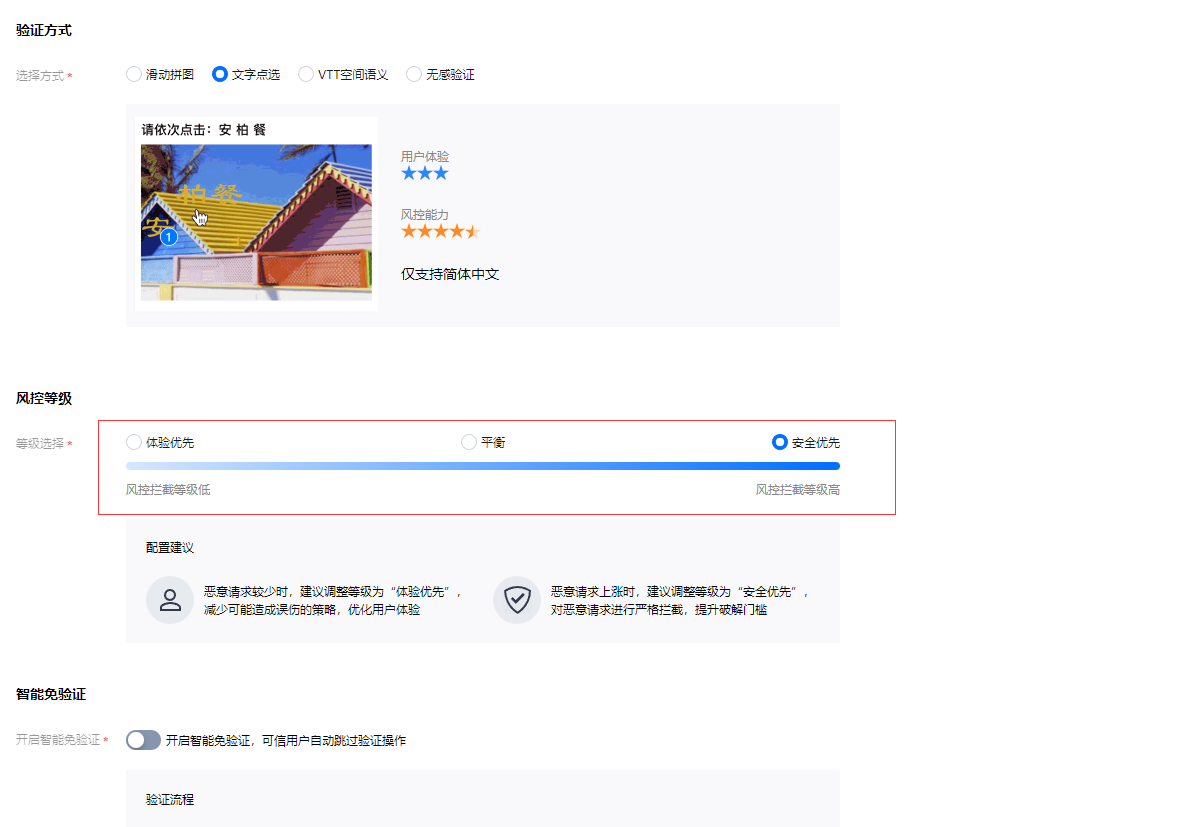 验证方式
选择方式 *
滑动拼图 文字点选 VTT空间语义 无感验证
请依次点击：安 柏 餐
柏 餐
安
1
用户体验
风控能力
仅支持简体中文
风控等级
等级选择 *
体验优先 平衡 安全优先
风控拦截等级低 风控拦截等级高
配置建议
恶意请求较少时，建议调整等级为“体验优先”，
减少可能造成误伤的策略，优化用户体验
恶意请求上涨时，建议调整等级为“安全优先”，
对恶意请求进行严格拦截，提升破解门槛
智能免验证
开启智能免验证 *
开启智能免验证，可信用户自动跳过验证操作
验证流程